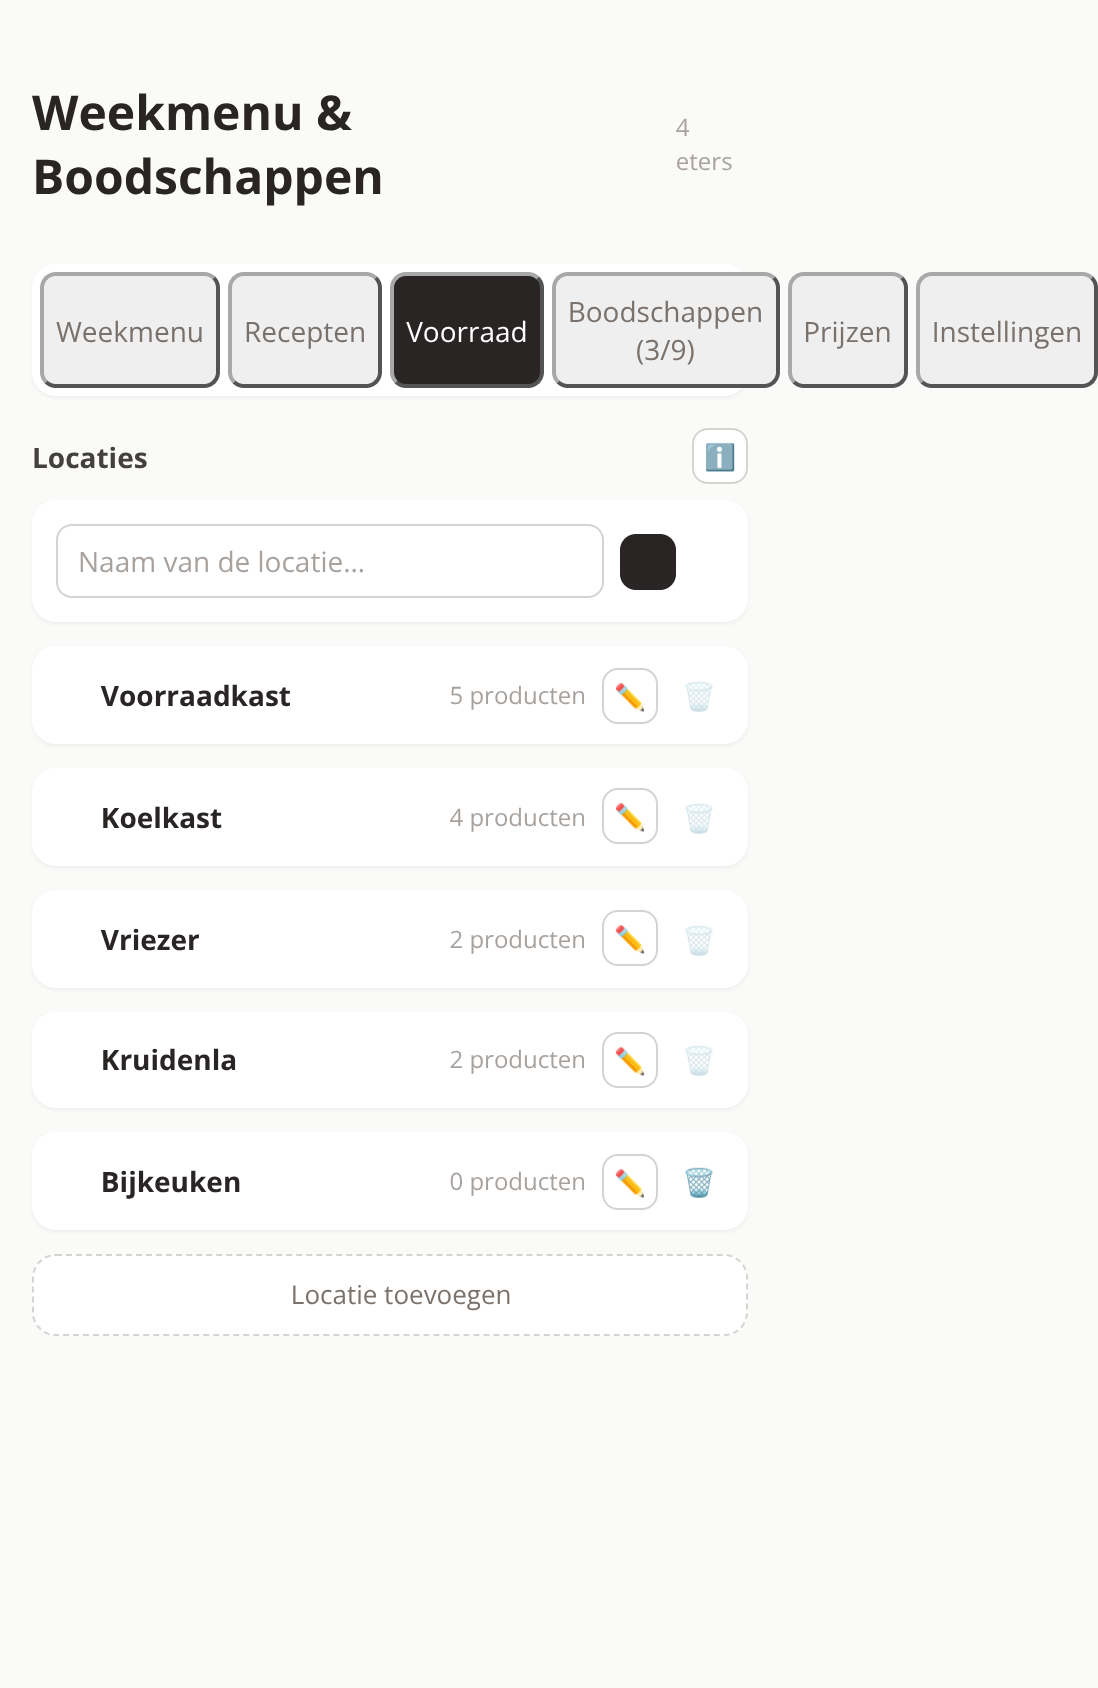 Weekmenu &
Boodschappen
4
eters
Weekmenu
Recepten
Voorraad
Boodschappen
(3/9)
Prijzen
Instellingen
Locaties
Naam van de locatie...
Voorraadkast
5 producten
Koelkast
4 producten
Vriezer
2 producten
Kruidenla
2 producten
Bijkeuken
0 producten
Locatie toevoegen